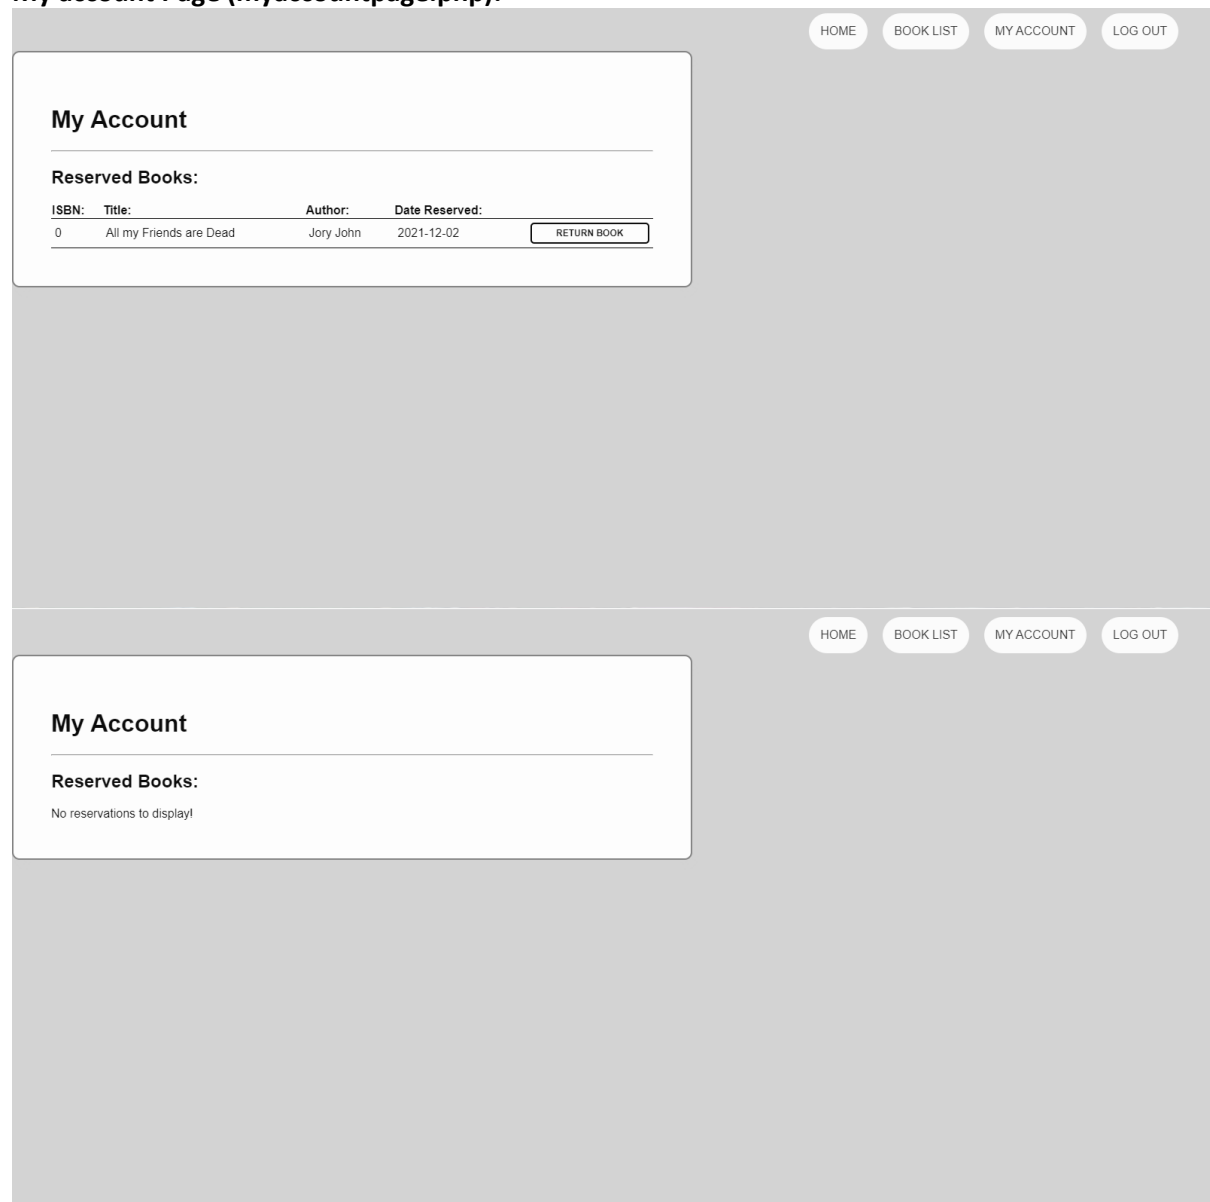 My account Page (myaccountpage.php):
HOME BOOK LIST MY ACCOUNT LOG OUT
My Account
Reserved Books:
ISBN: Title: Author: Date Reserved:
0 All my Friends are Dead Jory John 2021-12-02 RETURN BOOK
HOME BOOK LIST MY ACCOUNT LOG OUT
My Account
Reserved Books:
No reservations to display!